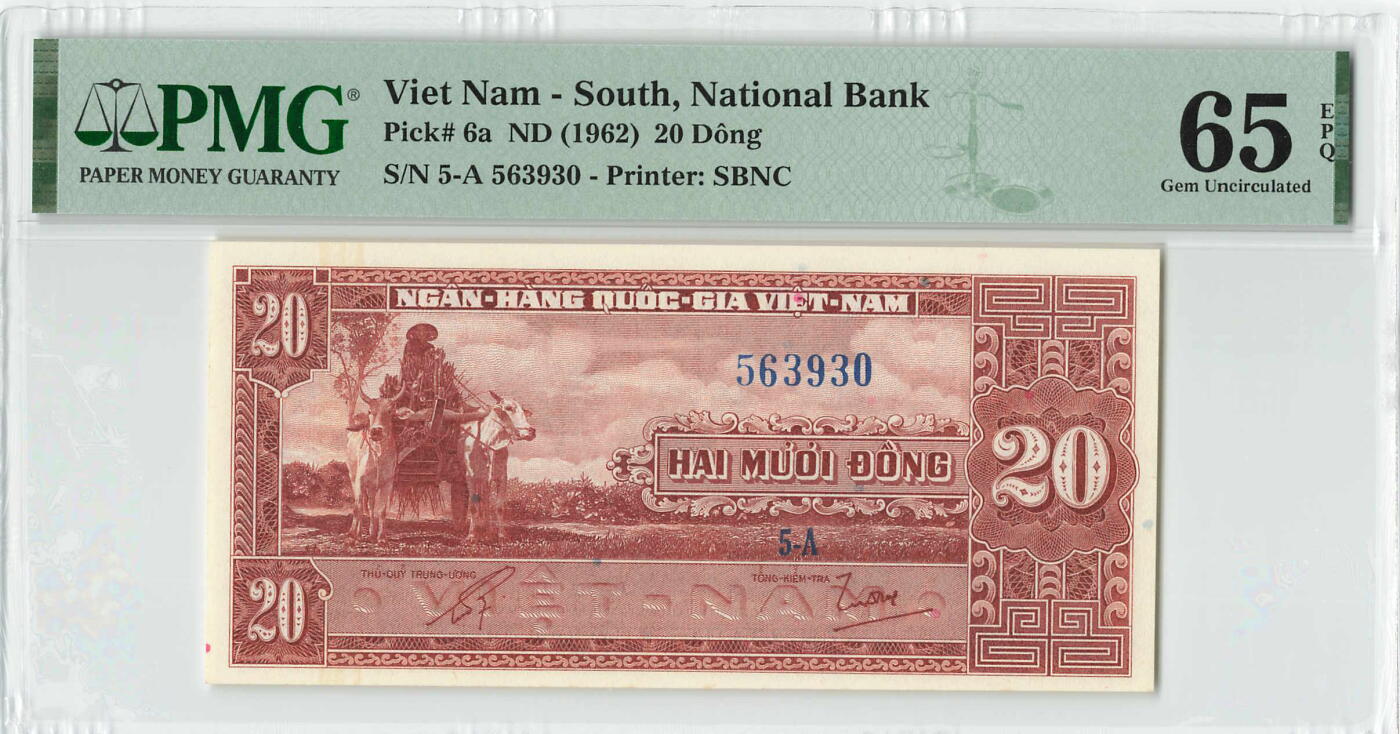 PMG®
PAPER MONEY GUARANTY
Viet Nam - South, National Bank
Pick# 6a ND (1962) 20 Dông
S/N 5-A 563930 - Printer: SBNC
65
EPQ
Gem Uncirculated
NGÂN-HÀNG QUỐC-GIA VIỆT-NAM
20
563930
HAI MƯƠI ĐỒNG
20
5-A
THỦ-QUỸ TRUNG-ƯƠNG
TỔNG-KIỂM-TRA
VIỆT-NAM
20